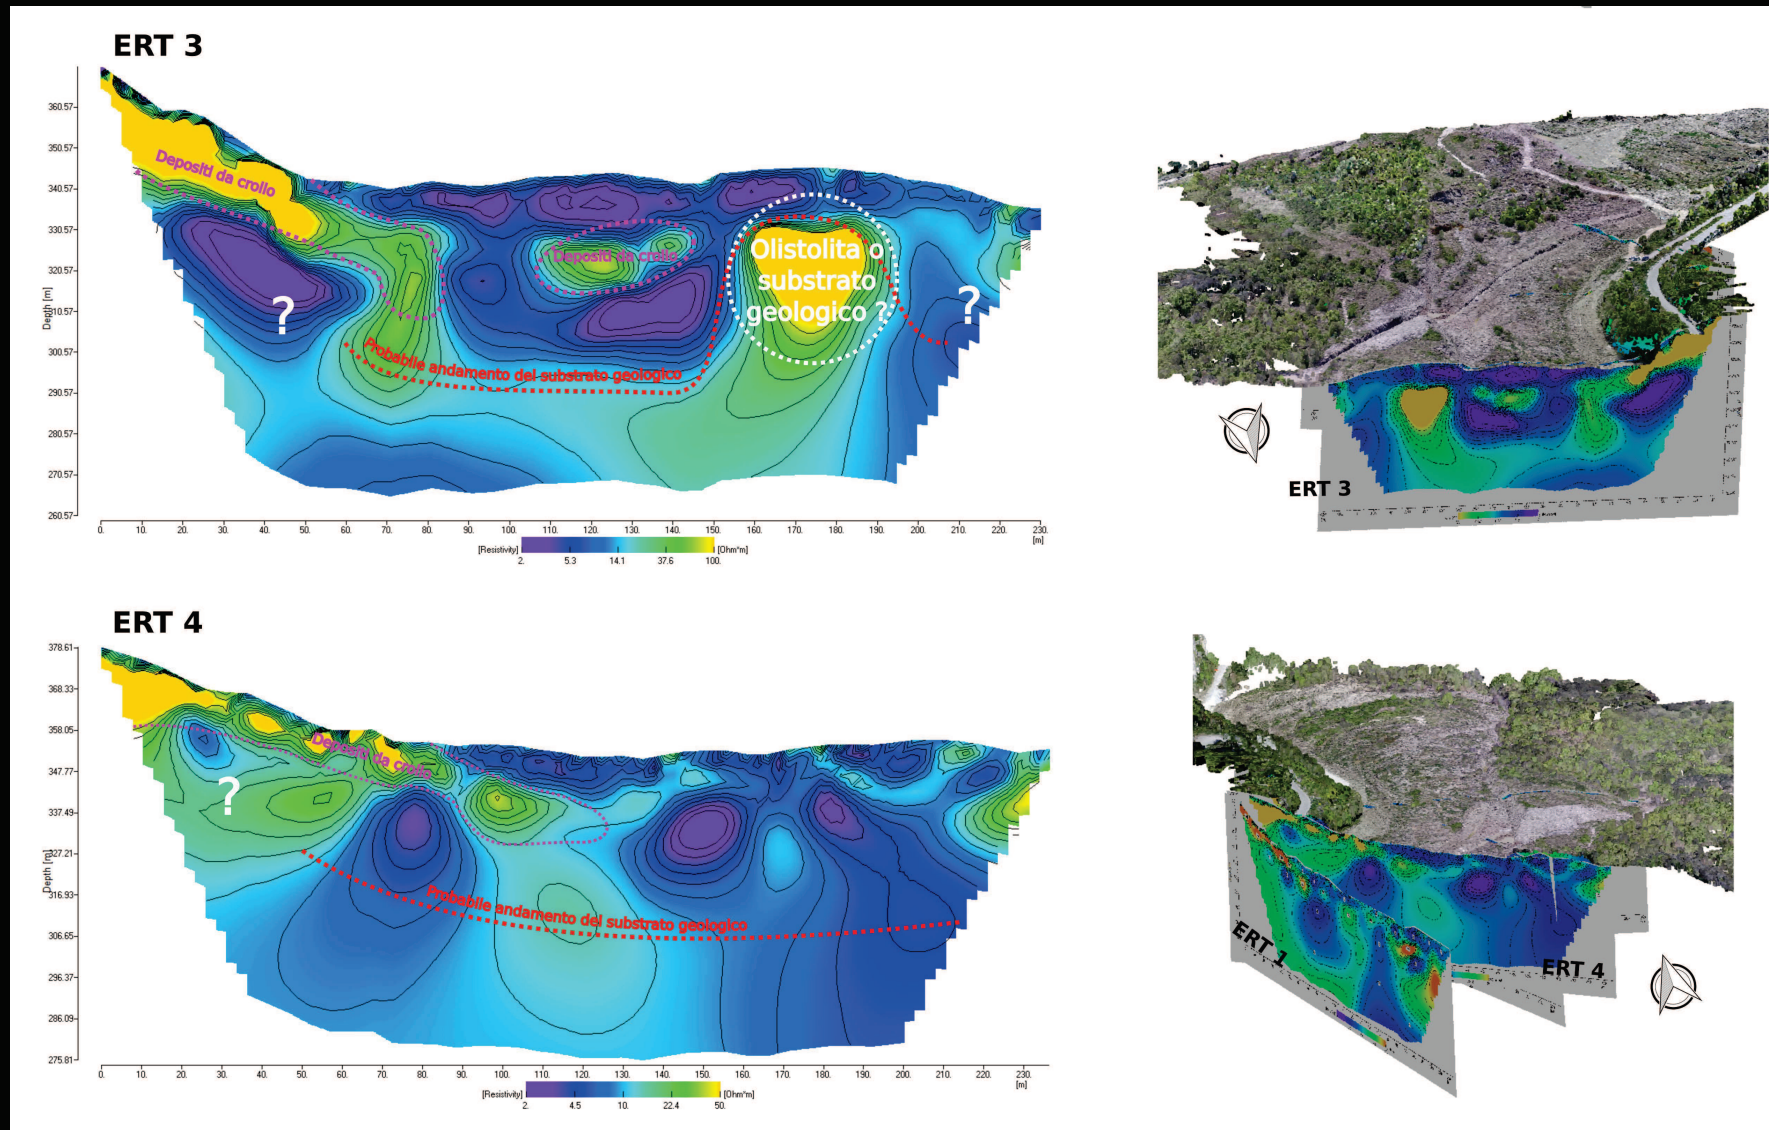 ERT 3
360.57
350.57
340.57
330.57
320.57
310.57
300.57
290.57
280.57
270.57
260.57
Depth [m]
Depositi da crollo
Depositi da crollo
Olistolita o
substrato
geologico ?
?
?
Probabile andamento del substrato geologico
0. 10. 20. 30. 40. 50. 60. 70. 80. 90. 100. 110. 120. 130. 140. 150. 160. 170. 180. 190. 200. 210. 220. 230.
[m]
[Resistivity] [Ohm*m]
2. 5.3 14.1 37.6 100.
ERT 3
ERT 4
378.61
368.33
358.05
347.77
337.49
327.21
316.93
306.65
296.37
286.09
275.81
Depth [m]
Depositi da crollo
?
Probabile andamento del substrato geologico
0. 10. 20. 30. 40. 50. 60. 70. 80. 90. 100. 110. 120. 130. 140. 150. 160. 170. 180. 190. 200. 210. 220. 230.
[m]
[Resistivity] [Ohm*m]
2. 4.5 10. 22.4 50.
ERT 1
ERT 4